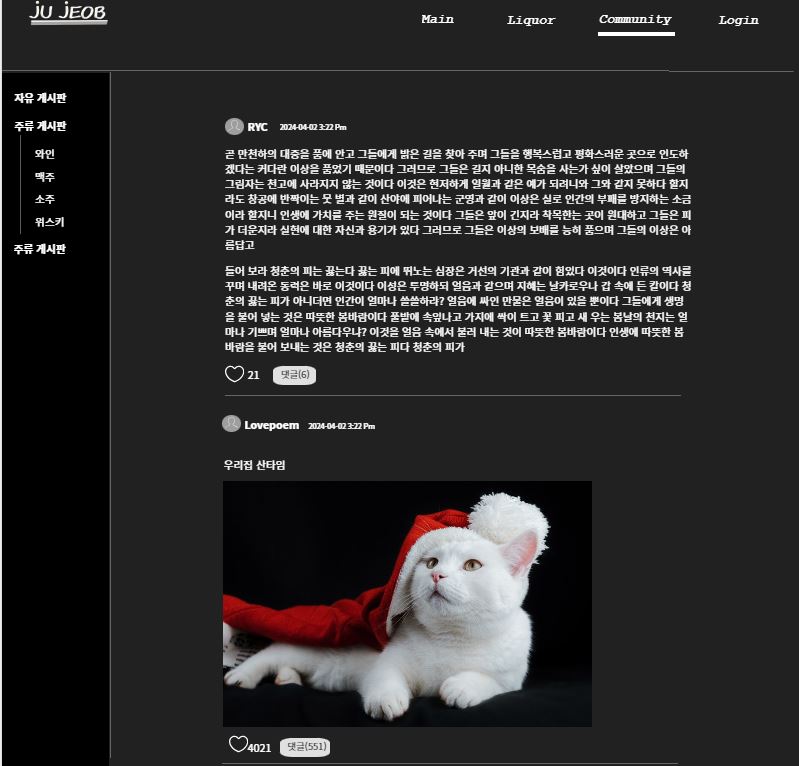 JU JEOB
Main Liquor Community Login
자유 게시판
주류 게시판
와인
맥주
소주
위스키
주류 게시판
RYC 2024-04-02 3:22 Pm
곧 만천하의 대중을 품에 안고 그들에게 밝은 길을 찾아 주며 그들을 행복스럽고 평화스러운 곳으로 인도하
겠다는 커다란 이상을 품었기 때문이다 그러므로 그들은 길지 아니한 목숨을 사는가 싶이 살았으며 그들의
그림자는 천고에 사라지지 않는 것이다 이것은 현저하게 일월과 같은 예가 되려니와 그와 같지 못하다 할지
라도 창공에 반짝이는 뭇 별과 같이 산야에 피어나는 군영과 같이 이상은 실로 인간의 부패를 방지하는 소금
이라 할지니 인생에 가치를 주는 원질이 되는 것이다 그들은 앞이 긴지라 착목한는 곳이 원대하고 그들은 피
가 더운지라 실현에 대한 자신과 용기가 있다 그러므로 그들은 이상의 보배를 능히 품으며 그들의 이상은 아
름답고
들어 보라 청춘의 피는 끓는다 끓는 피에 뛰노는 심장은 거선의 기관과 같이 힘있다 이것이다 인류의 역사를
꾸며 내려온 동력은 바로 이것이다 이성은 투명하되 얼음과 같으며 지혜는 날카로우나 갑 속에 든 칼이다 청
춘의 끓는 피가 아니더면 인간이 얼마나 쓸쓸하랴? 얼음에 싸인 만물은 얼음이 있을 뿐이다 그들에게 생명
을 불어 넣는 것은 따뜻한 봄바람이다 풀밭에 속잎나고 가지에 싹이 트고 꽃 피고 새 우는 봄날의 천지는 얼
마나 기쁘며 얼마나 아름다우냐? 이것을 얼음 속에서 불러 내는 것이 따뜻한 봄바람이다 인생에 따뜻한 봄
바람을 불어 보내는 것은 청춘의 끓는 피다 청춘의 피가
21 댓글(6)
Lovepoem 2024-04-02 3:22 Pm
우리집 산타임
4021 댓글(551)